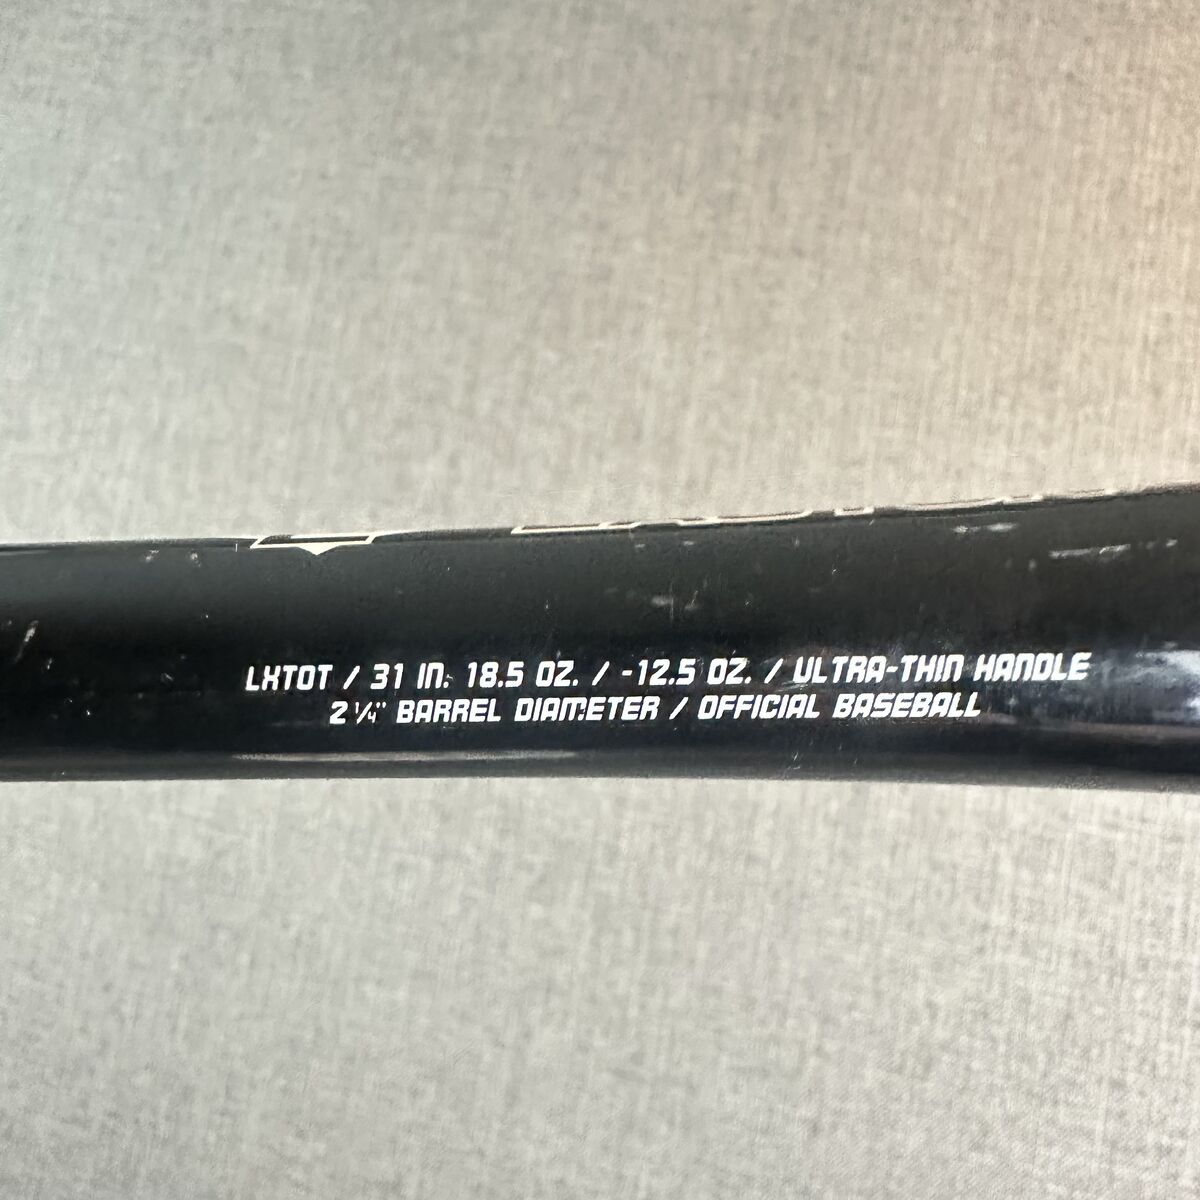 LXTOT / 31 IN. 18.5 OZ. / -12.5 OZ. / ULTRA-THIN HANDLE
2 ¼" BARREL DIAMETER / OFFICIAL BASEBALL